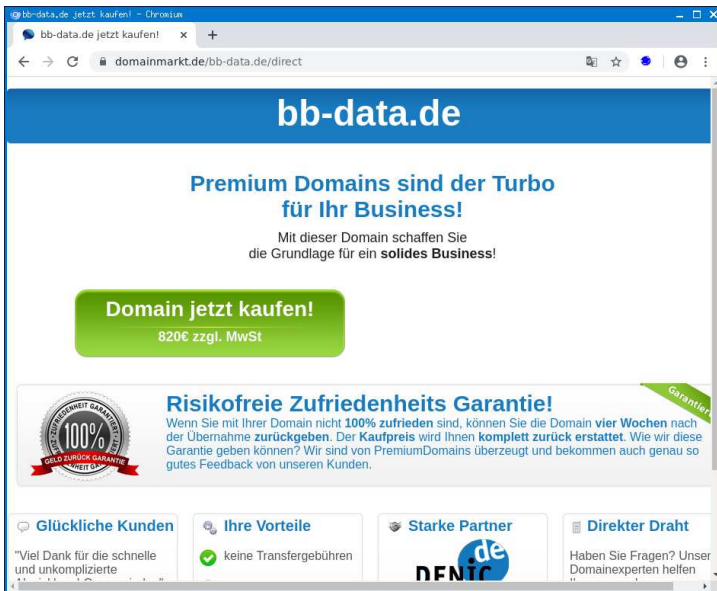 bb-data.de jetzt kaufen! - Chromium
bb-data.de jetzt kaufen!
domainmarkt.de/bb-data.de/direct
bb-data.de
Premium Domains sind der Turbo
für Ihr Business!
Mit dieser Domain schaffen Sie
die Grundlage für ein solides Business!
Domain jetzt kaufen!
820€ zzgl. MwSt
100%
GELD ZURÜCK GARANTIE
Risikofreie Zufriedenheits Garantie!
Garantiert
Wenn Sie mit Ihrer Domain nicht 100% zufrieden sind, können Sie die Domain vier Wochen nach
der Übernahme zurückgeben. Der Kaufpreis wird Ihnen komplett zurück erstattet. Wie wir diese
Garantie geben können? Wir sind von PremiumDomains überzeugt und bekommen auch genau so
gutes Feedback von unseren Kunden.
Glückliche Kunden
"Viel Dank für die schnelle
und unkomplizierte
Ihre Vorteile
keine Transfergebühren
Starke Partner
de
DENIC
Direkter Draht
Haben Sie Fragen? Unser
Domainexperten helfen